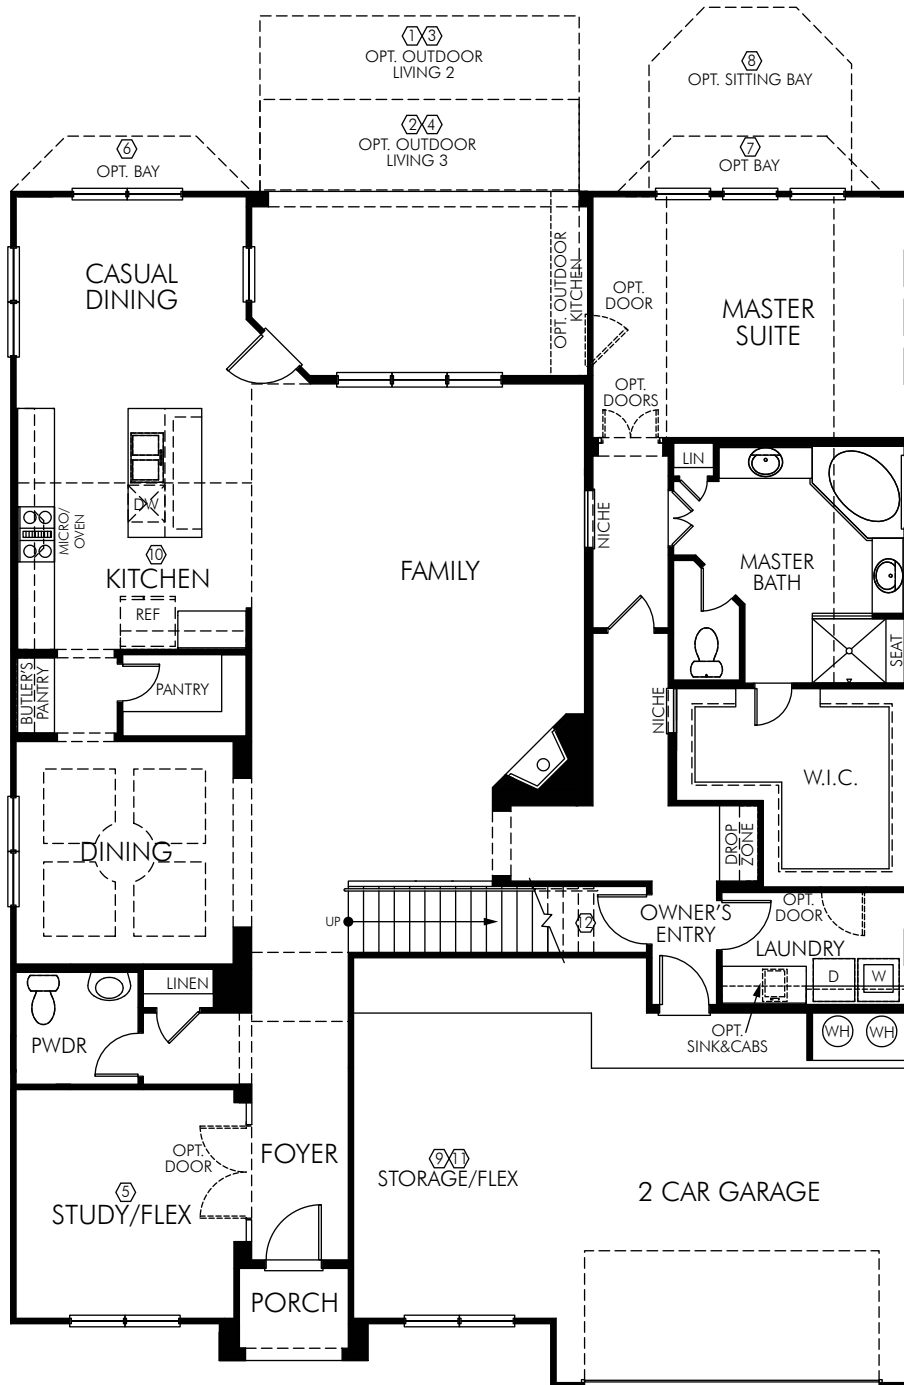 1 3
OPT. OUTDOOR
LIVING 2
2 4
OPT. OUTDOOR
LIVING 3
8
OPT. SITTING BAY
6
OPT. BAY
7
OPT BAY
CASUAL
DINING
OPT. OUTDOOR
KITCHEN
OPT.
DOOR
MASTER
SUITE
OPT.
DOORS
LIN
DW
MICRO/
OVEN
10
KITCHEN
REF
FAMILY
NICHE
MASTER
BATH
SEAT
BUTLER'S
PANTRY
PANTRY
NICHE
W.I.C.
DINING
DROP
ZONE
UP
12
OWNER'S
ENTRY
OPT.
DOOR
LAUNDRY
D
W
LINEN
PWDR
OPT.
SINK&CABS
WH
WH
OPT.
DOOR
FOYER
5
STUDY/FLEX
9 11
STORAGE/FLEX
2 CAR GARAGE
PORCH